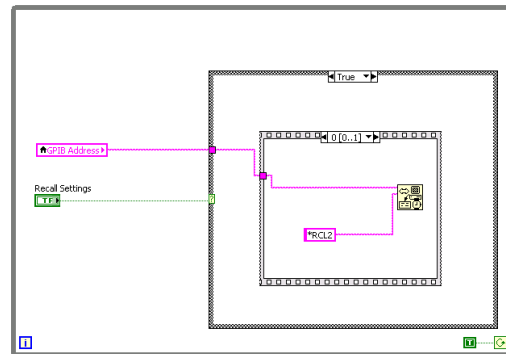 True
0 [0..1]
GPIB Address
Recall Settings
TF
?
*RCL2
i
T